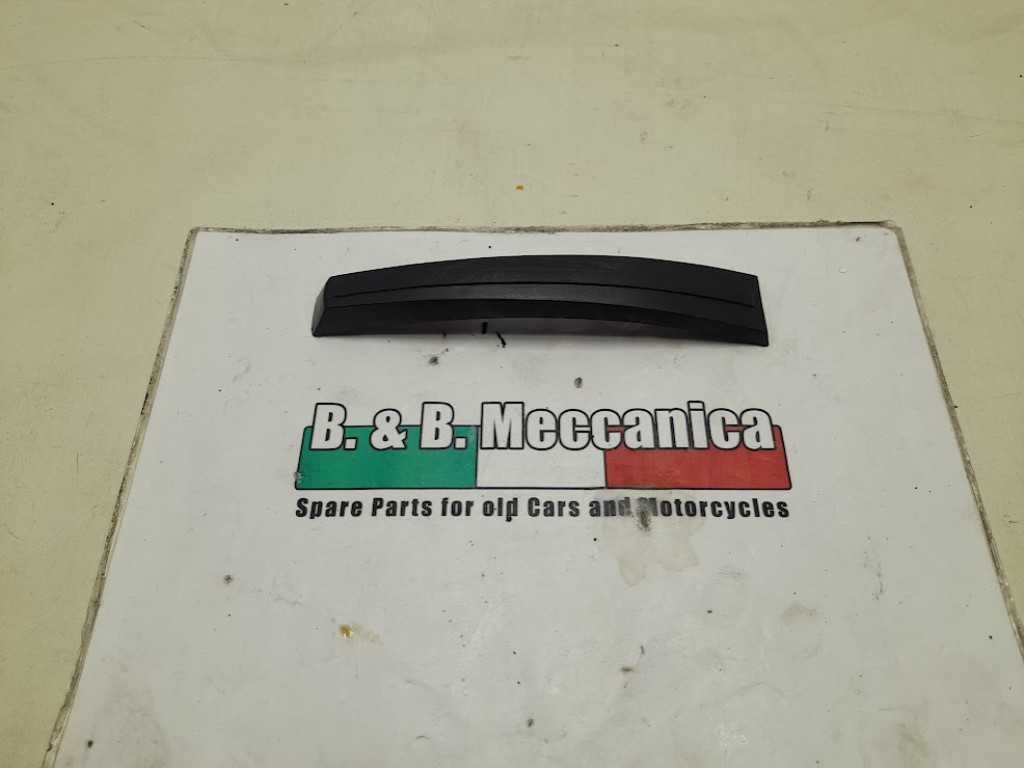 B. & B. Meccanica
Spare Parts for old Cars and Motorcycles